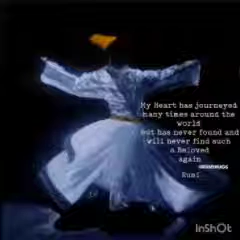 My Heart has journeyed
many times around the
world
but has never found and
will never find such
a Beloved
again
Rumi
InShOt